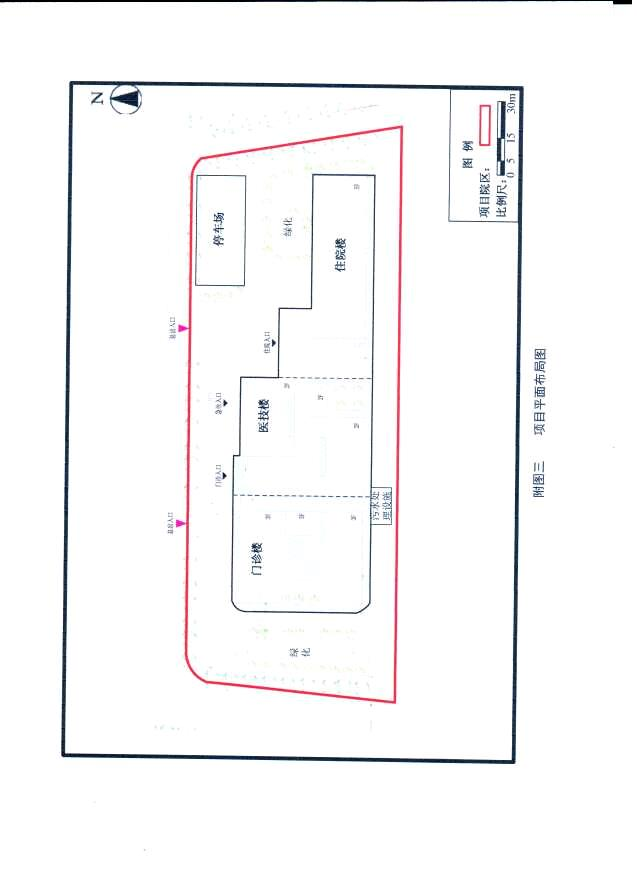 N
停车场
绿化
住院楼
住院入口
急诊入口
医技楼
2F
2F
2F
门诊入口
门诊楼
污水处
理设施
绿
化
图 例
项目院区：
比例尺：
0 5 15 30m
附图三 项目平面布局图